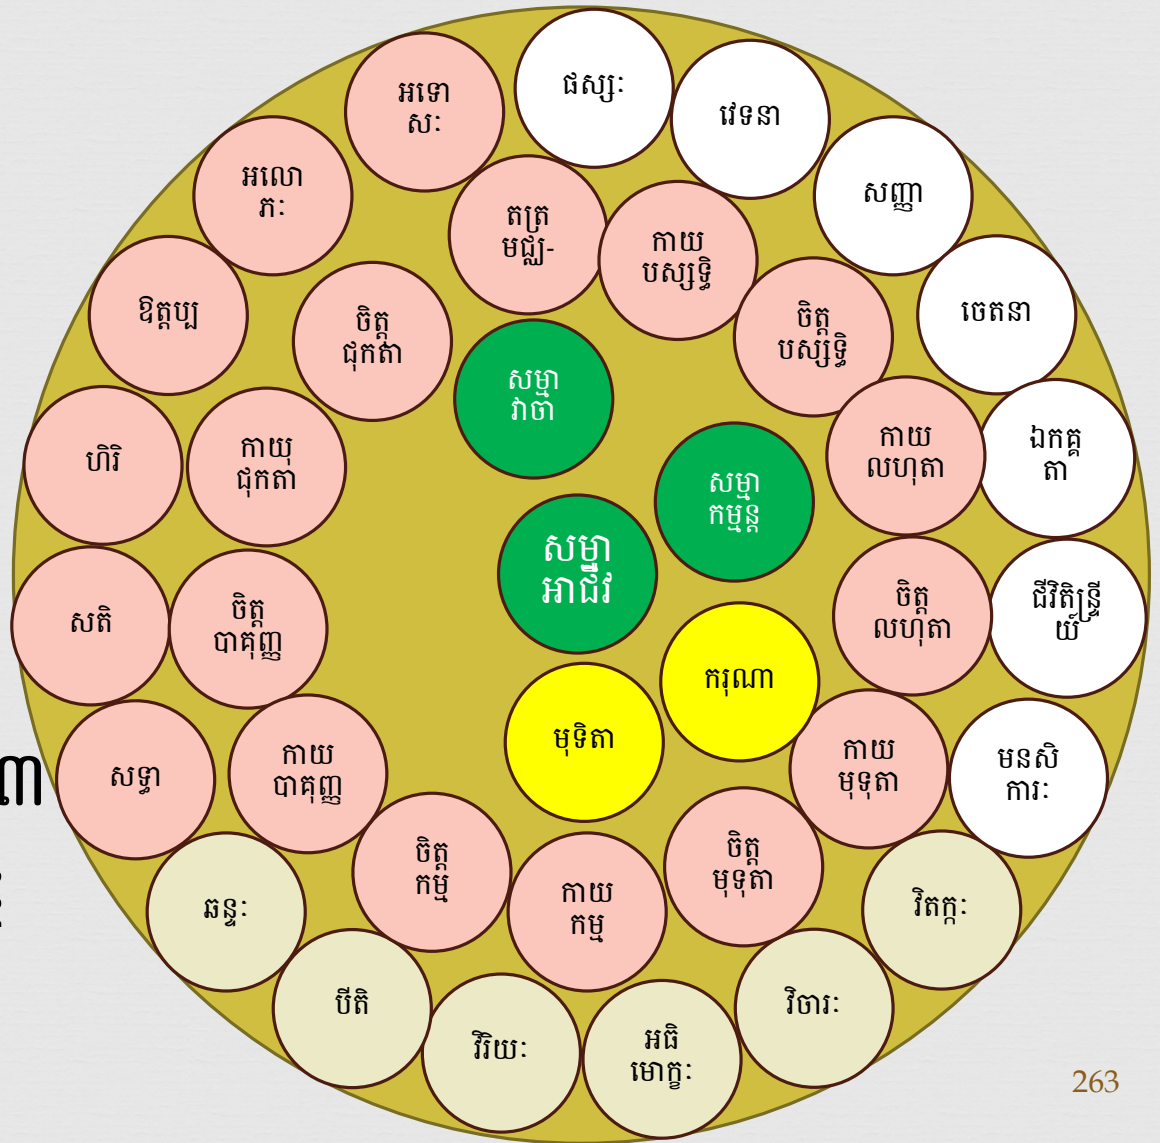 ផស្សៈ
វេទនា
សញ្ញា
ចេតនា
ឯកគ្គ
តា
ជីវិតិន្ទ្រី
យ៍
មនសិ
ការៈ
វិតក្កៈ
វិចារៈ
អធិ
មោក្ខៈ
វិរិយៈ
បីតិ
ឆន្ទៈ
សទ្ធា
សតិ
ហិរិ
ឱត្តប្ប
អលោ
ភៈ
អទោ
សៈ
តត្រ
មជ្ឈ-
កាយ
បស្សទ្ធិ
ចិត្ត
បស្សទ្ធិ
កាយ
លហុតា
ចិត្ត
លហុតា
កាយ
មុទុតា
ចិត្ត
មុទុតា
កាយ
កម្ម
ចិត្ត
កម្ម
កាយ
បាគុញ្ញ
ចិត្ត
បាគុញ្ញ
កាយុ
ជុកតា
ចិត្តុ
ជុកតា
សម្មា
វាចា
សម្មា
កម្មន្ត
សម្មា
អាជីវ
ករុណា
មុទិតា
263